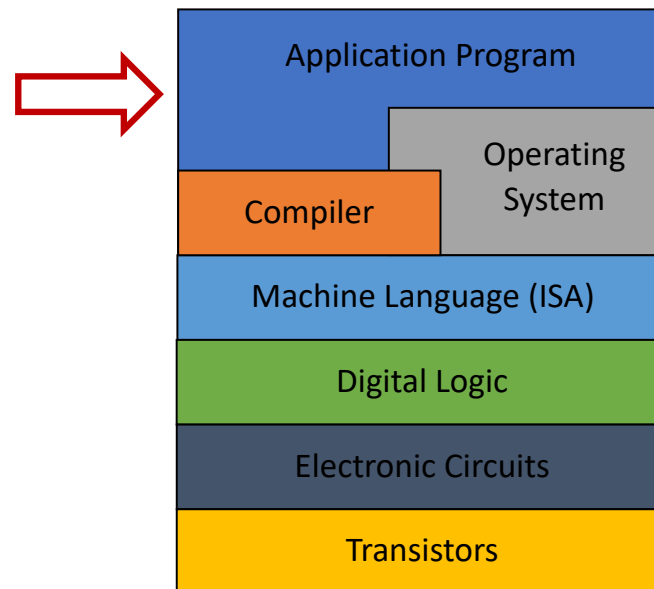 Application Program
Operating
System
Compiler
Machine Language (ISA)
Digital Logic
Electronic Circuits
Transistors